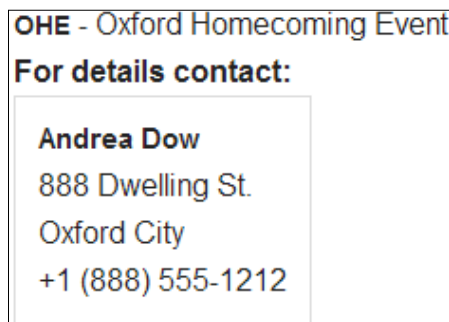 OHE - Oxford Homecoming Event
For details contact:
Andrea Dow
888 Dwelling St.
Oxford City
+1 (888) 555-1212